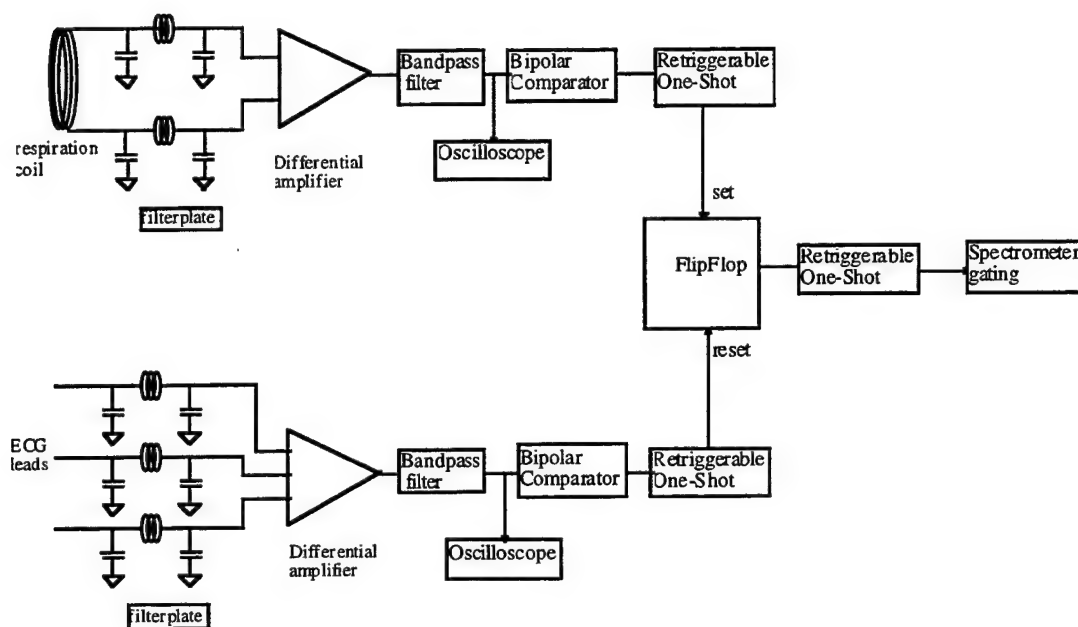 respiration
coil
filterplate
Differential
amplifier
Bandpass
filter
Oscilloscope
Bipolar
Comparator
Retriggerable
One-Shot
set
FlipFlop
Retriggerable
One-Shot
Spectrometer
gating
reset
ECG
leads
filterplate
Differential
amplifier
Bandpass
filter
Oscilloscope
Bipolar
Comparator
Retriggerable
One-Shot